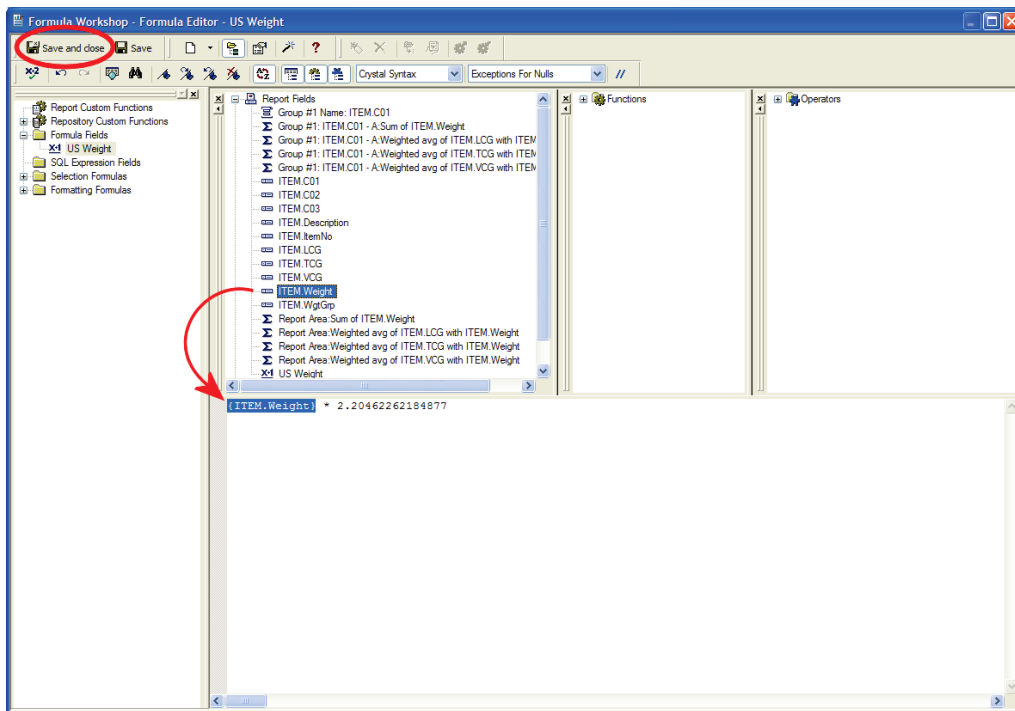 Formula Workshop - Formula Editor - US Weight
Save and close Save
X·2 Crystal Syntax Exceptions For Nulls //
Report Custom Functions
Repository Custom Functions
Formula Fields
X·1 US Weight
SQL Expression Fields
Selection Formulas
Formatting Formulas
Report Fields
Group #1 Name: ITEM.C01
Group #1: ITEM.C01 - A:Sum of ITEM.Weight
Group #1: ITEM.C01 - A:Weighted avg of ITEM.LCG with ITEM
Group #1: ITEM.C01 - A:Weighted avg of ITEM.TCG with ITEM
Group #1: ITEM.C01 - A:Weighted avg of ITEM.VCG with ITEM
ITEM.C01
ITEM.C02
ITEM.C03
ITEM.Description
ITEM.ItemNo
ITEM.LCG
ITEM.TCG
ITEM.VCG
ITEM.Weight
ITEM.WgtGrp
Report Area:Sum of ITEM.Weight
Report Area:Weighted avg of ITEM.LCG with ITEM.Weight
Report Area:Weighted avg of ITEM.TCG with ITEM.Weight
Report Area:Weighted avg of ITEM.VCG with ITEM.Weight
X·1 US Weight
Functions
Operators
{ITEM.Weight} * 2.20462262184877